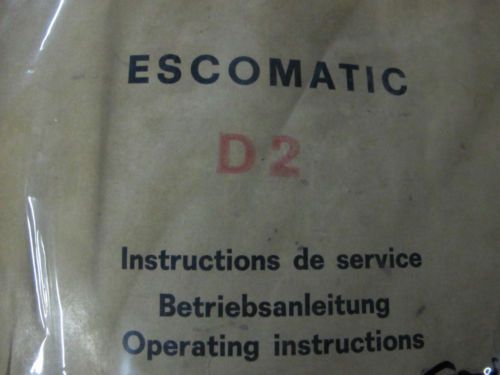 ESCOMATIC
D2
Instructions de service
Betriebsanleitung
Operating instructions